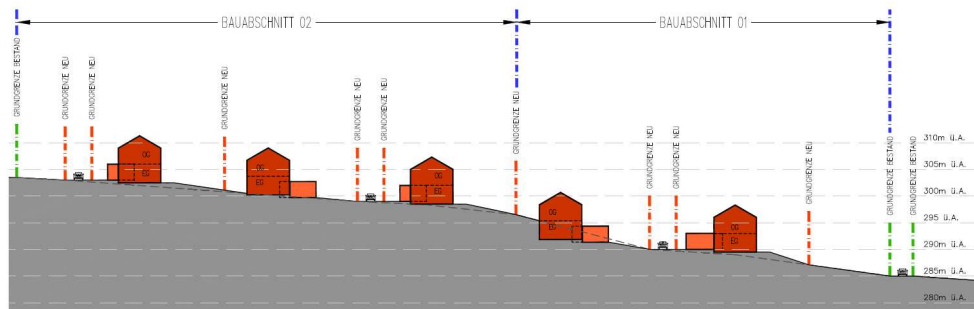 BAUABSCHNITT 02
BAUABSCHNITT 01
GRUNDGRENZE BESTAND
GRUNDGRENZE NEU
GRUNDGRENZE NEU
GRUNDGRENZE NEU
GRUNDGRENZE NEU
GRUNDGRENZE NEU
GRUNDGRENZE NEU
GRUNDGRENZE NEU
GRUNDGRENZE NEU
GRUNDGRENZE NEU
GRUNDGRENZE BESTAND
GRUNDGRENZE BESTAND
OG
EG
OG
EG
OG
EG
OG
EG
OG
EG
310m ü.A.
305m ü.A.
300m ü.A.
295m ü.A.
290m ü.A.
285m ü.A.
280m ü.A.